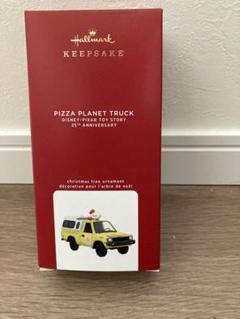 Hallmark
KEEPSAKE
PIZZA PLANET TRUCK
DISNEY•PIXAR TOY STORY
25TH ANNIVERSARY
christmas tree ornament
décoration pour l'arbre de noël